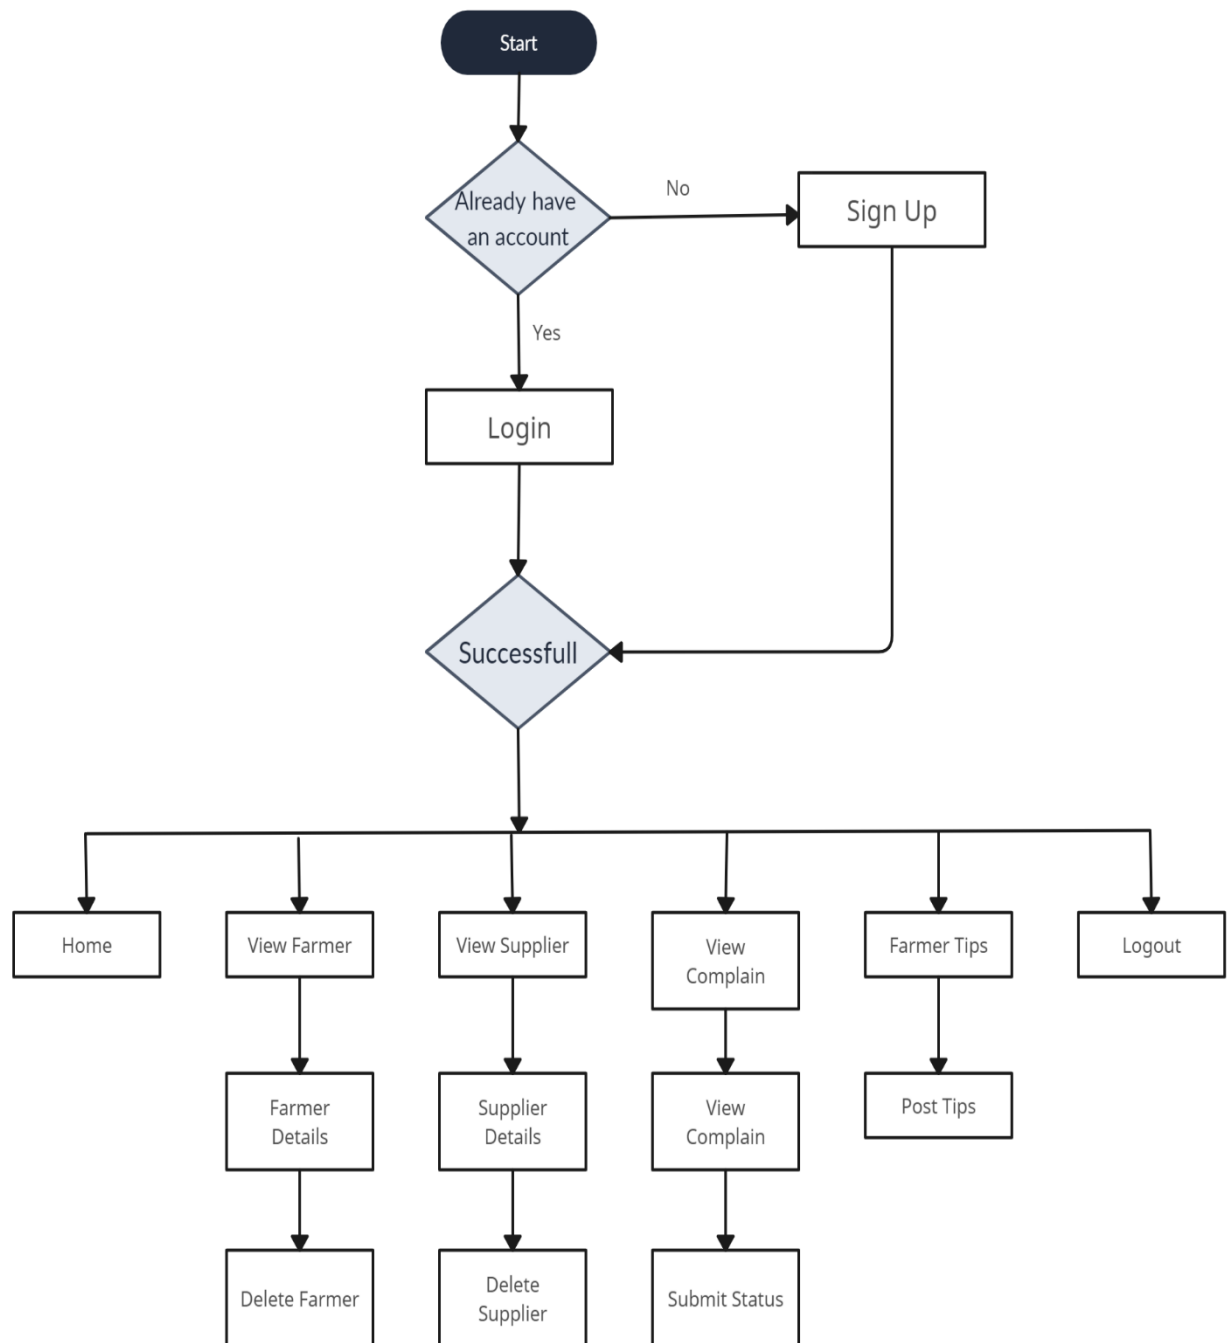 Start
Already have
an account
No
Sign Up
Yes
Login
Successfull
Home
View Farmer
View Supplier
View
Complain
Farmer Tips
Logout
Farmer
Details
Supplier
Details
View
Complain
Post Tips
Delete Farmer
Delete
Supplier
Submit Status